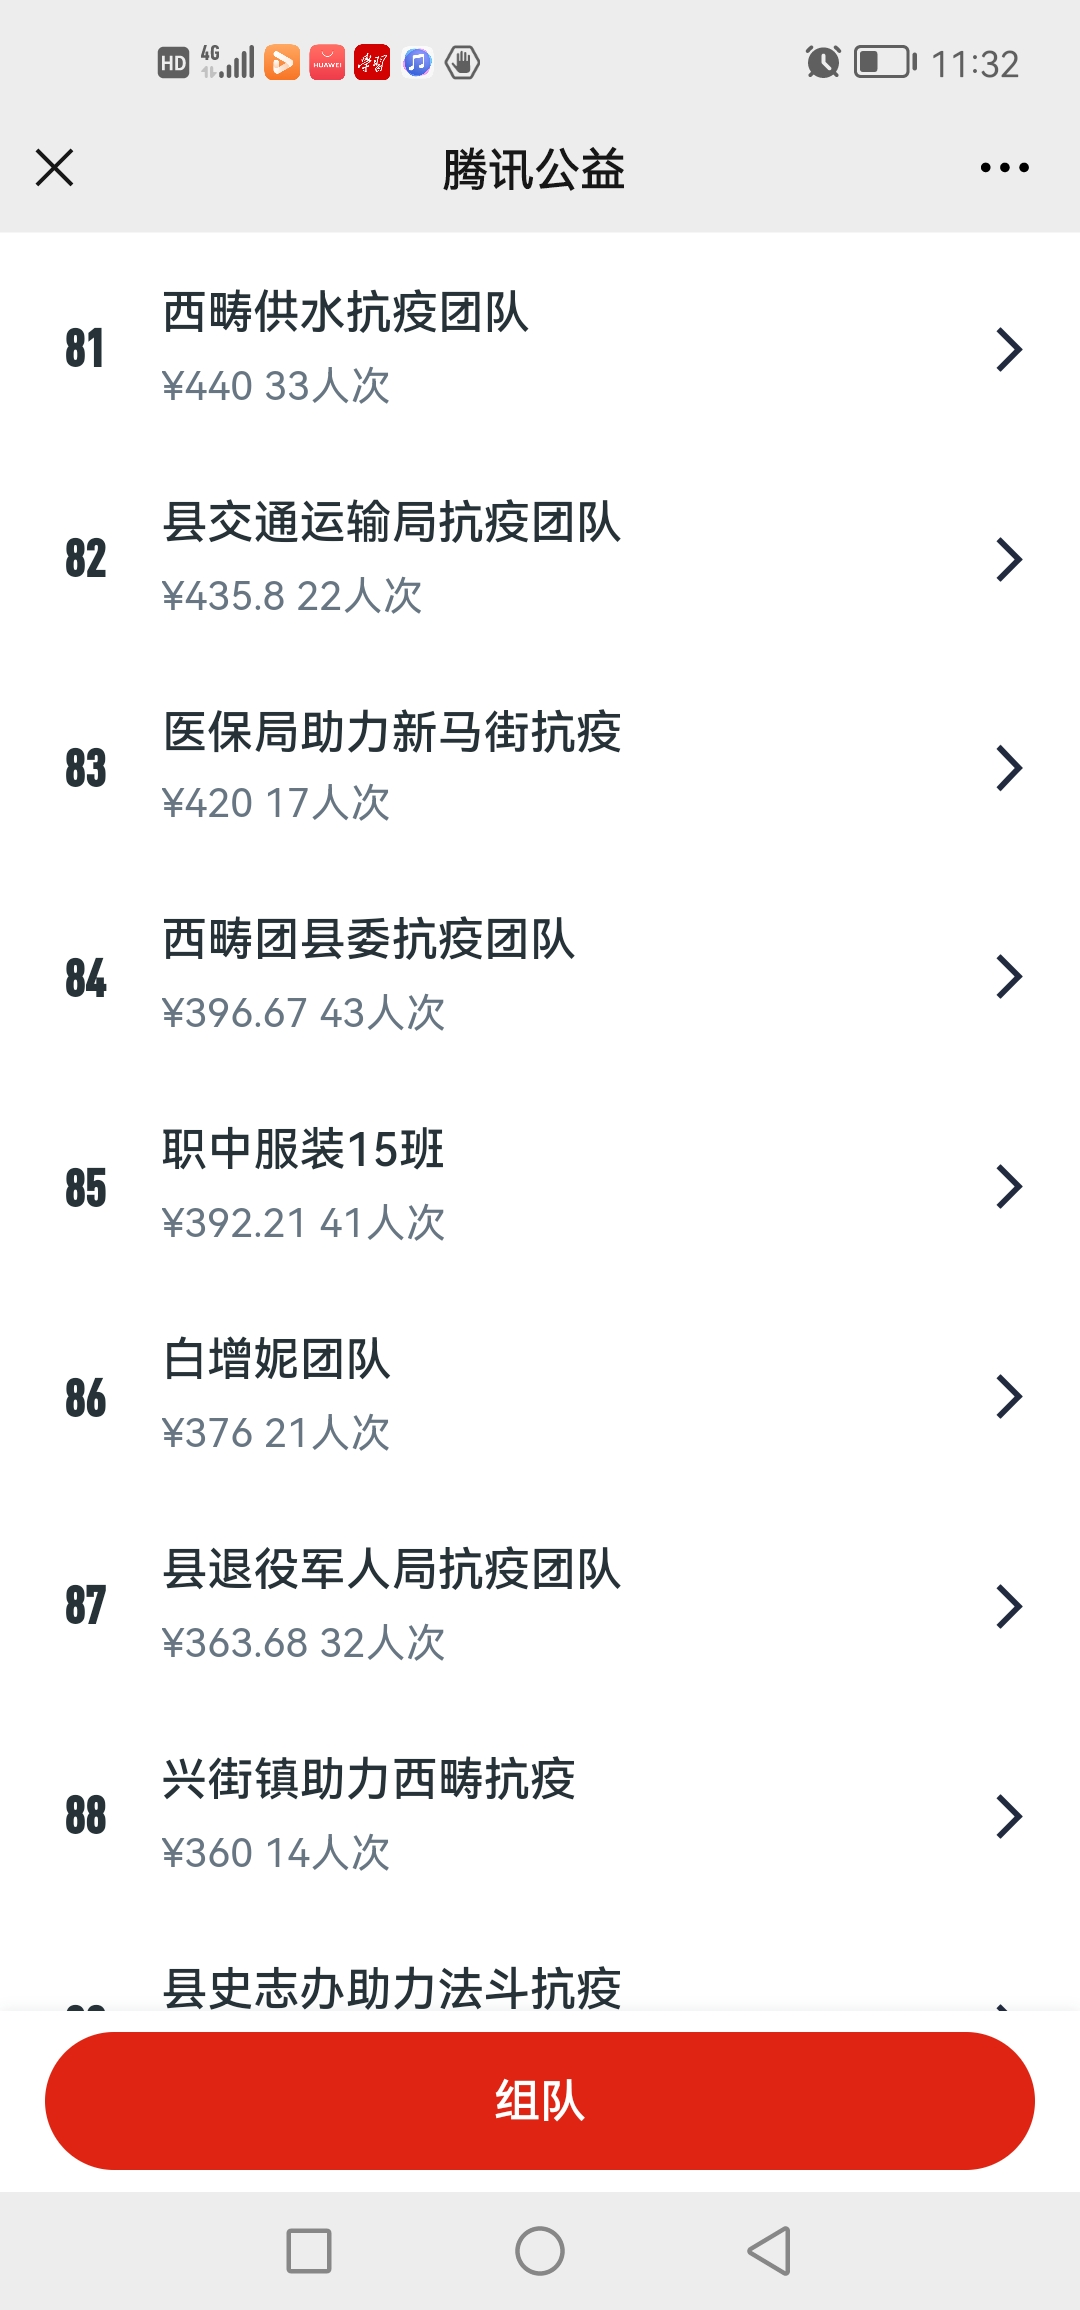 HD 4G HUAWEI 学习 11:32
腾讯公益
81
西畴供水抗疫团队
¥440 33人次
82
县交通运输局抗疫团队
¥435.8 22人次
83
医保局助力新马街抗疫
¥420 17人次
84
西畴团县委抗疫团队
¥396.67 43人次
85
职中服装15班
¥392.21 41人次
86
白增妮团队
¥376 21人次
87
县退役军人局抗疫团队
¥363.68 32人次
88
兴街镇助力西畴抗疫
¥360 14人次
县史志办助力法斗抗疫
组队